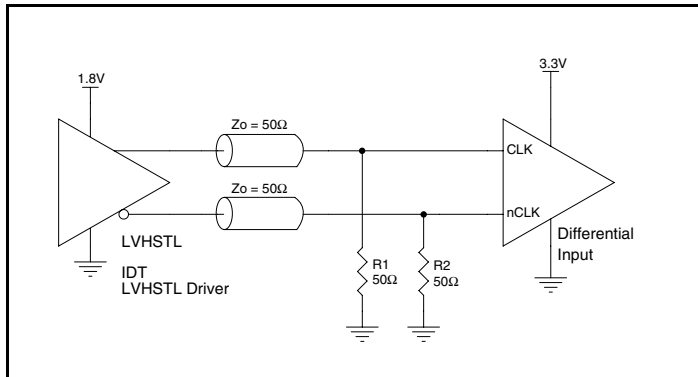 1.8V
3.3V
Zo = 50Ω
CLK
Zo = 50Ω
nCLK
LVHSTL
IDT
LVHSTL Driver
R1
50Ω
R2
50Ω
Differential
Input